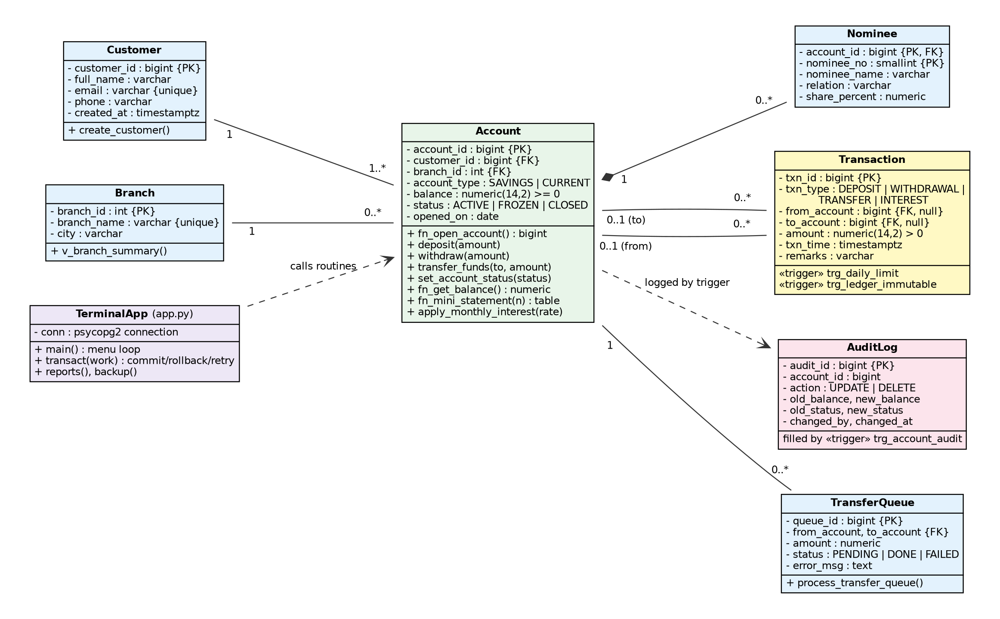 Customer
- customer_id : bigint {PK}
- full_name : varchar
- email : varchar {unique}
- phone : varchar
- created_at : timestamptz
+ create_customer()
1
1..*
Branch
- branch_id : int {PK}
- branch_name : varchar {unique}
- city : varchar
+ v_branch_summary()
1
0..*
calls routines
TerminalApp (app.py)
- conn : psycopg2 connection
+ main() : menu loop
+ transact(work) : commit/rollback/retry
+ reports(), backup()
Account
- account_id : bigint {PK}
- customer_id : bigint {FK}
- branch_id : int {FK}
- account_type : SAVINGS | CURRENT
- balance : numeric(14,2) >= 0
- status : ACTIVE | FROZEN | CLOSED
- opened_on : date
+ fn_open_account() : bigint
+ deposit(amount)
+ withdraw(amount)
+ transfer_funds(to, amount)
+ set_account_status(status)
+ fn_get_balance() : numeric
+ fn_mini_statement(n) : table
+ apply_monthly_interest(rate)
0..*
1
0..*
0..1 (to)
0..*
0..1 (from)
logged by trigger
1
0..*
Nominee
- account_id : bigint {PK, FK}
- nominee_no : smallint {PK}
- nominee_name : varchar
- relation : varchar
- share_percent : numeric
Transaction
- txn_id : bigint {PK}
- txn_type : DEPOSIT | WITHDRAWAL |
TRANSFER | INTEREST
- from_account : bigint {FK, null}
- to_account : bigint {FK, null}
- amount : numeric(14,2) > 0
- txn_time : timestamptz
- remarks : varchar
«trigger» trg_daily_limit
«trigger» trg_ledger_immutable
AuditLog
- audit_id : bigint {PK}
- account_id : bigint
- action : UPDATE | DELETE
- old_balance, new_balance
- old_status, new_status
- changed_by, changed_at
filled by «trigger» trg_account_audit
TransferQueue
- queue_id : bigint {PK}
- from_account, to_account {FK}
- amount : numeric
- status : PENDING | DONE | FAILED
- error_msg : text
+ process_transfer_queue()